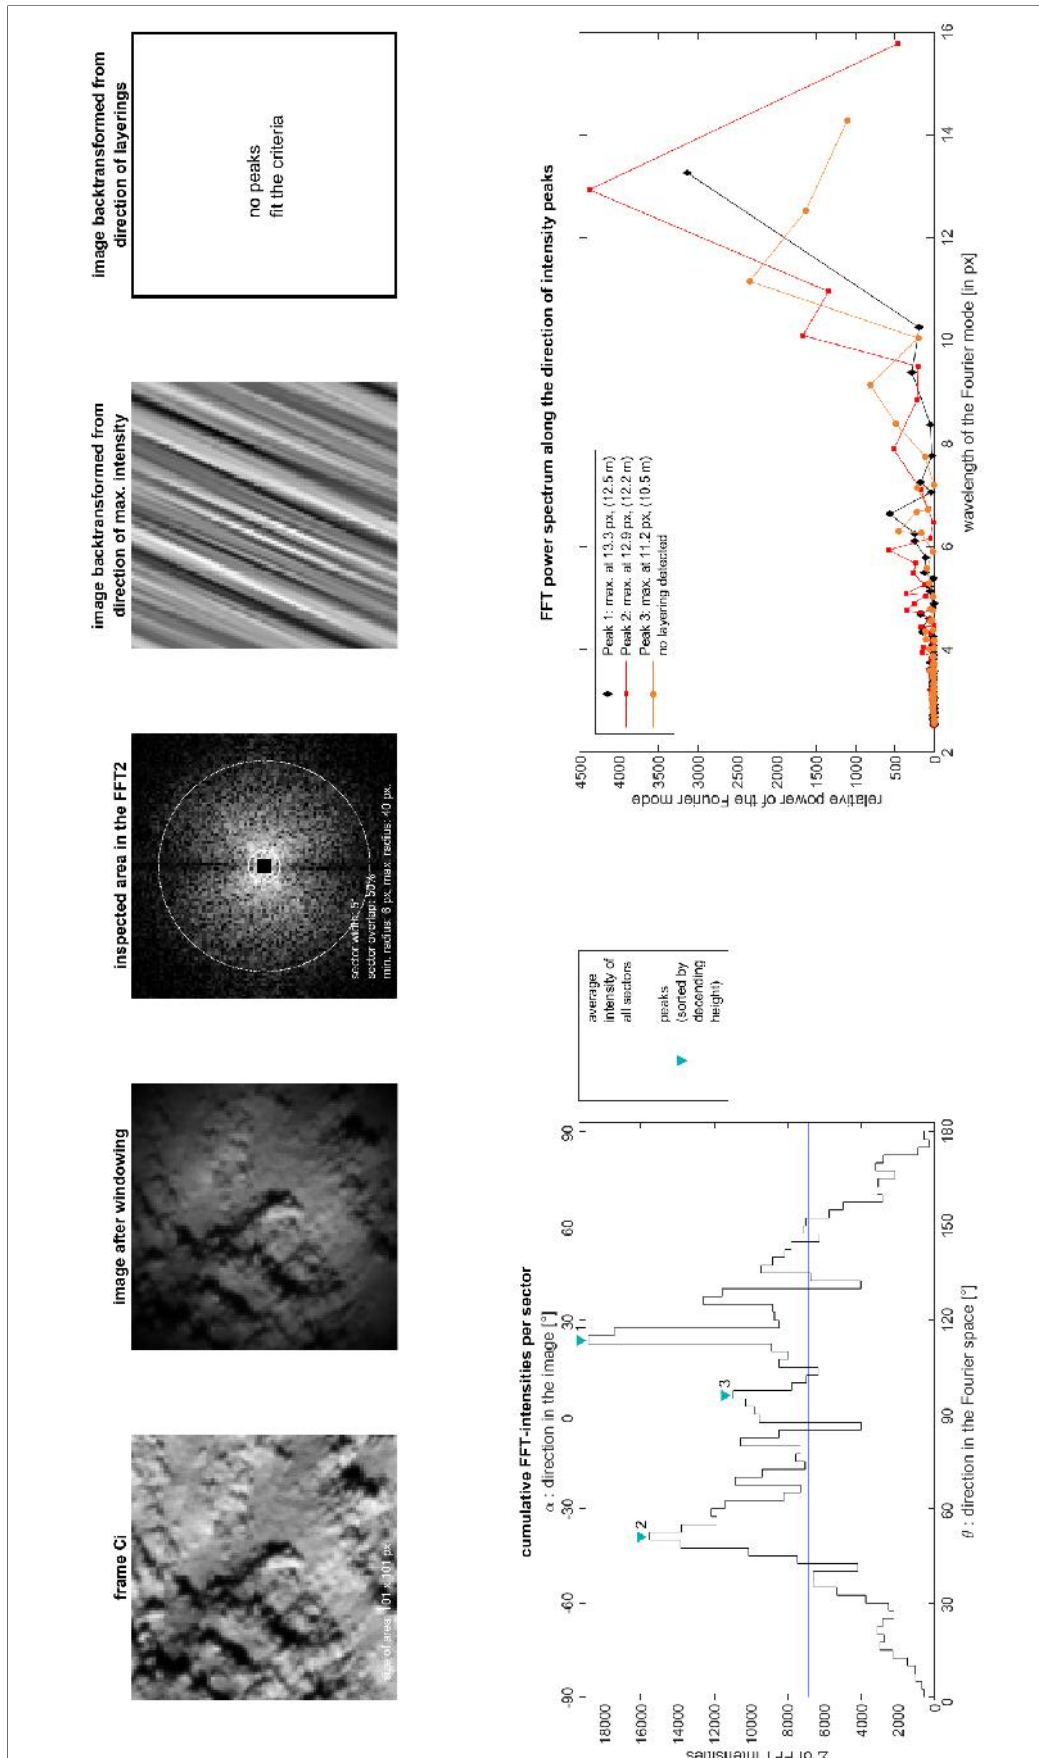 frame Ci
image after windowing
inspected area in the FFT2
image backtransformed from
direction of max. intensity
image backtransformed from
direction of layerings
of area: 101 x 101 px
sector width: 5°
sector overlap: 50%
min. radius: 6 px, max. radius: 40 px,
no peaks
fit the criteria
cumulative FFT-intensities per sector
α : direction in the image [°]
-90
-60
-30
0
30
60
90
18000
16000
14000
12000
10000
8000
6000
4000
2000
0
Σ of FFT intensities
2
3
1
0
30
60
90
120
150
180
θ : direction in the Fourier space [°]
average
intensity of
all sectors
peaks
(sorted by
decending
height)
FFT power spectrum along the direction of intensity peaks
4500
4000
3500
3000
2500
2000
1500
1000
500
0
relative power of the Fourier mode
Peak 1: max. at 13.3 px, (12.5 m)
Peak 2: max. at 12.9 px, (12.2 m)
Peak 3: max. at 11.2 px, (10.5 m)
no layering detected
2
4
6
8
10
12
14
16
wavelength of the Fourier mode [in px]